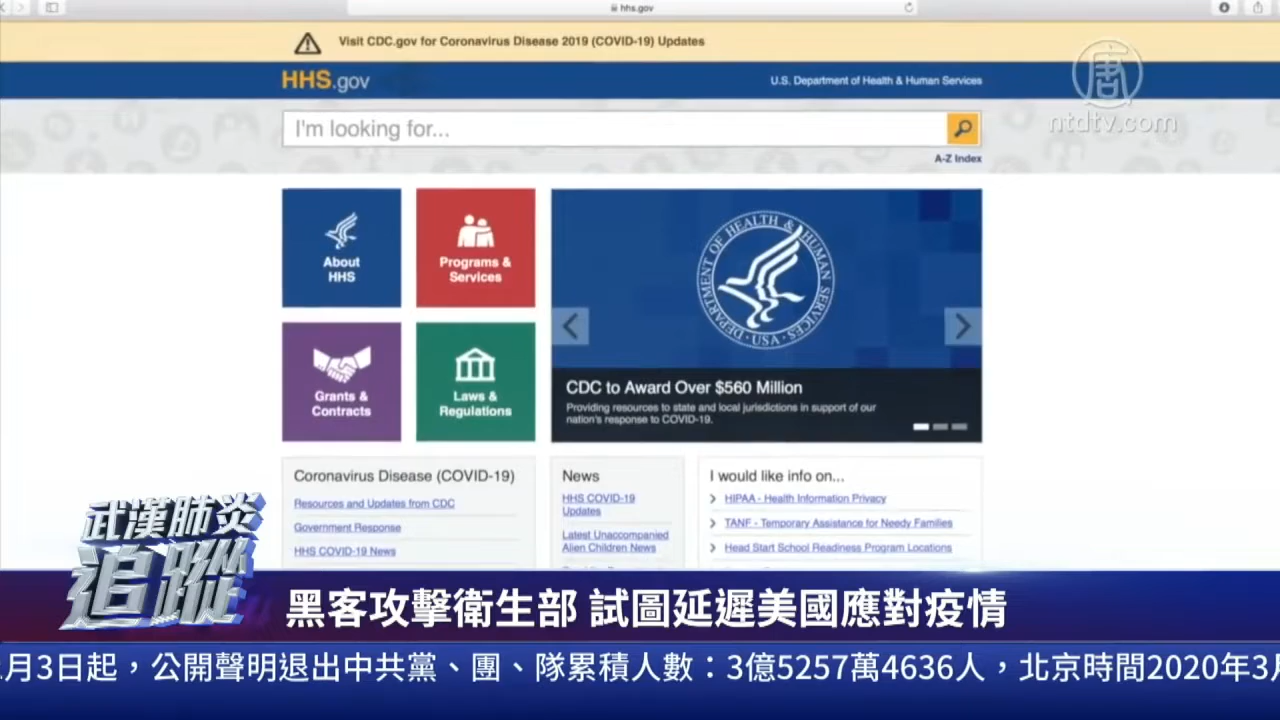 hhs.gov
Visit CDC.gov for Coronavirus Disease 2019 (COVID-19) Updates
HHS.gov
U.S. Department of Health & Human Services
唐
ntdtv.com
I'm looking for...
A-Z Index
About
HHS
Programs &
Services
DEPARTMENT OF HEALTH & HUMAN SERVICES · USA ·
Grants &
Contracts
Laws &
Regulations
CDC to Award Over $560 Million
Providing resources to state and local jurisdictions in support of our
nation's response to COVID-19.
Coronavirus Disease (COVID-19)
Resources and Updates from CDC
Government Response
HHS COVID-19 News
News
HHS COVID-19
Updates
Latest Unaccompanied
Alien Children News
I would like info on...
HIPAA - Health Information Privacy
TANF - Temporary Assistance for Needy Families
Head Start School Readiness Program Locations
武漢肺炎
追蹤
黑客攻擊衛生部 試圖延遲美國應對疫情
月3日起，公開聲明退出中共黨、團、隊累積人數：3億5257萬4636人，北京時間2020年3月